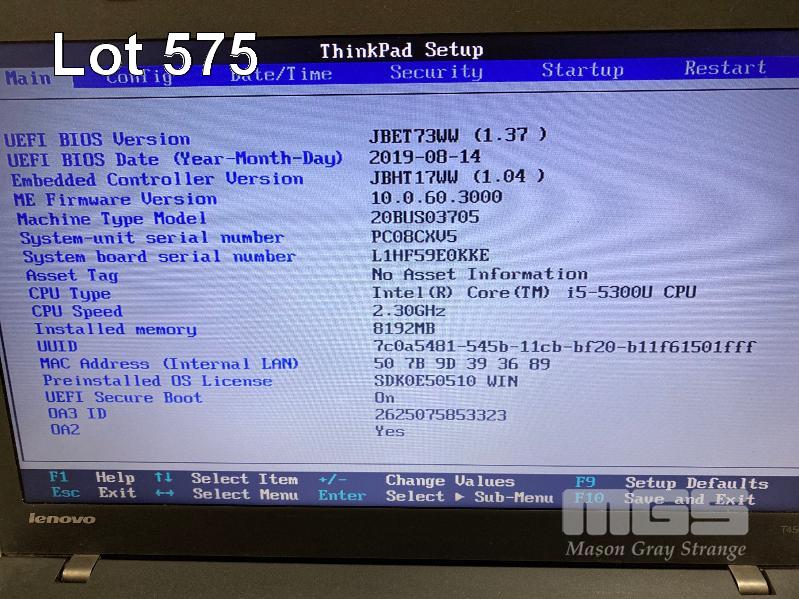 Lot 575
ThinkPad Setup
Main Config Date/Time Security Startup Restart
UEFI BIOS Version JBET73WW (1.37 )
UEFI BIOS Date (Year-Month-Day) 2019-08-14
Embedded Controller Version JBHT17WW (1.04 )
ME Firmware Version 10.0.60.3000
Machine Type Model 20BUS03705
System-unit serial number PC08CXV5
System board serial number L1HF59E0KKE
Asset Tag No Asset Information
CPU Type Intel(R) Core(TM) i5-5300U CPU
CPU Speed 2.30GHz
Installed memory 8192MB
UUID 7c0a5481-545b-11cb-bf20-b11f61501fff
MAC Address (Internal LAN) 50 7B 9D 39 36 89
Preinstalled OS License SDK0E50510 WIN
UEFI Secure Boot On
OA3 ID 2625075853323
OA2 Yes
F1 Help ↑↓ Select Item +/- Change Values F9 Setup Defaults
Esc Exit ↔ Select Menu Enter Select ▶ Sub-Menu F10 Save and Exit
lenovo
MGS
Mason Gray Strange